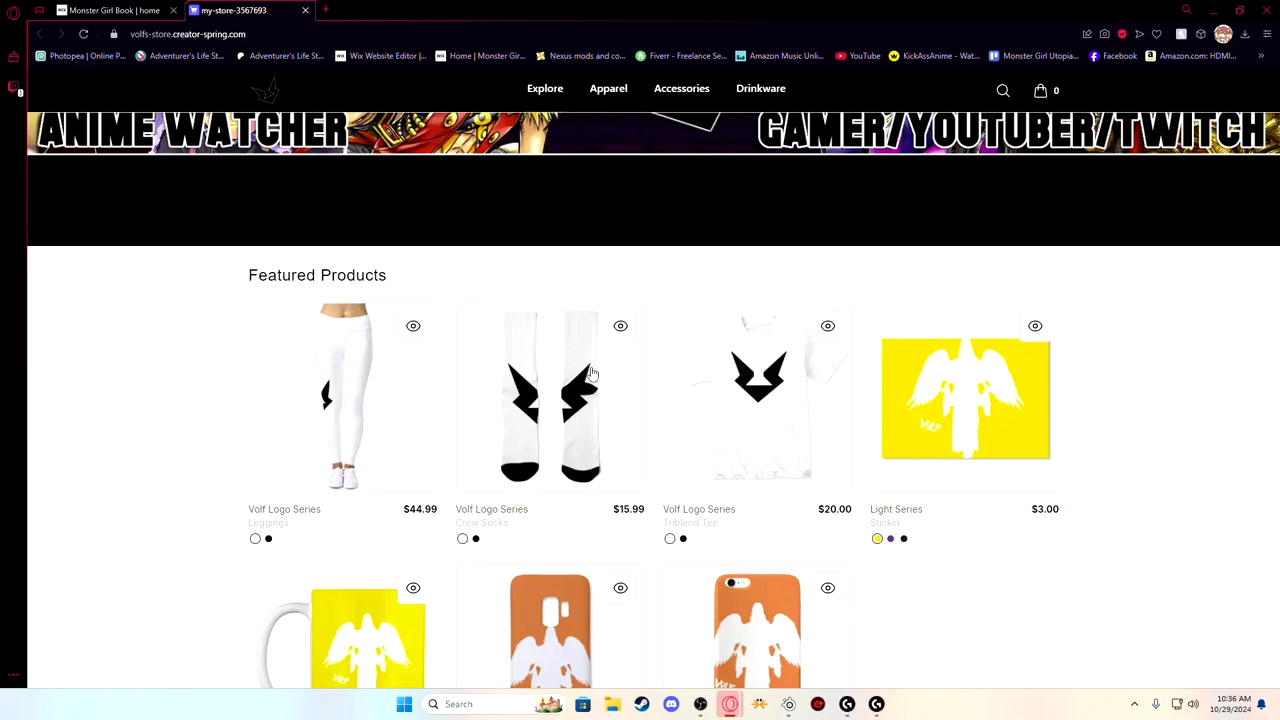 Monster Girl Book | home
my-store-3567693
volfs-store.creator-spring.com
Photopea | Online P...
Adventurer's Life St...
Adventurer's Life St...
Wix Website Editor |...
Home | Monster Gir...
Nexus mods and co...
Fiverr - Freelance Se...
Amazon Music Unli...
YouTube
KickAssAnime - Wat...
Monster Girl Utopia...
Facebook
Amazon.com: HDMI...
Explore
Apparel
Accessories
Drinkware
0
ANIME WATCHER
GAMER/YOUTUBER/TWITCH
Featured Products
Volf Logo Series $44.99
Leggings
Volf Logo Series $15.99
Crew Socks
Volf Logo Series $20.00
Triblend Tee
VOLF
Light Series $3.00
Sticker
Search
10:36 AM
10/29/2024